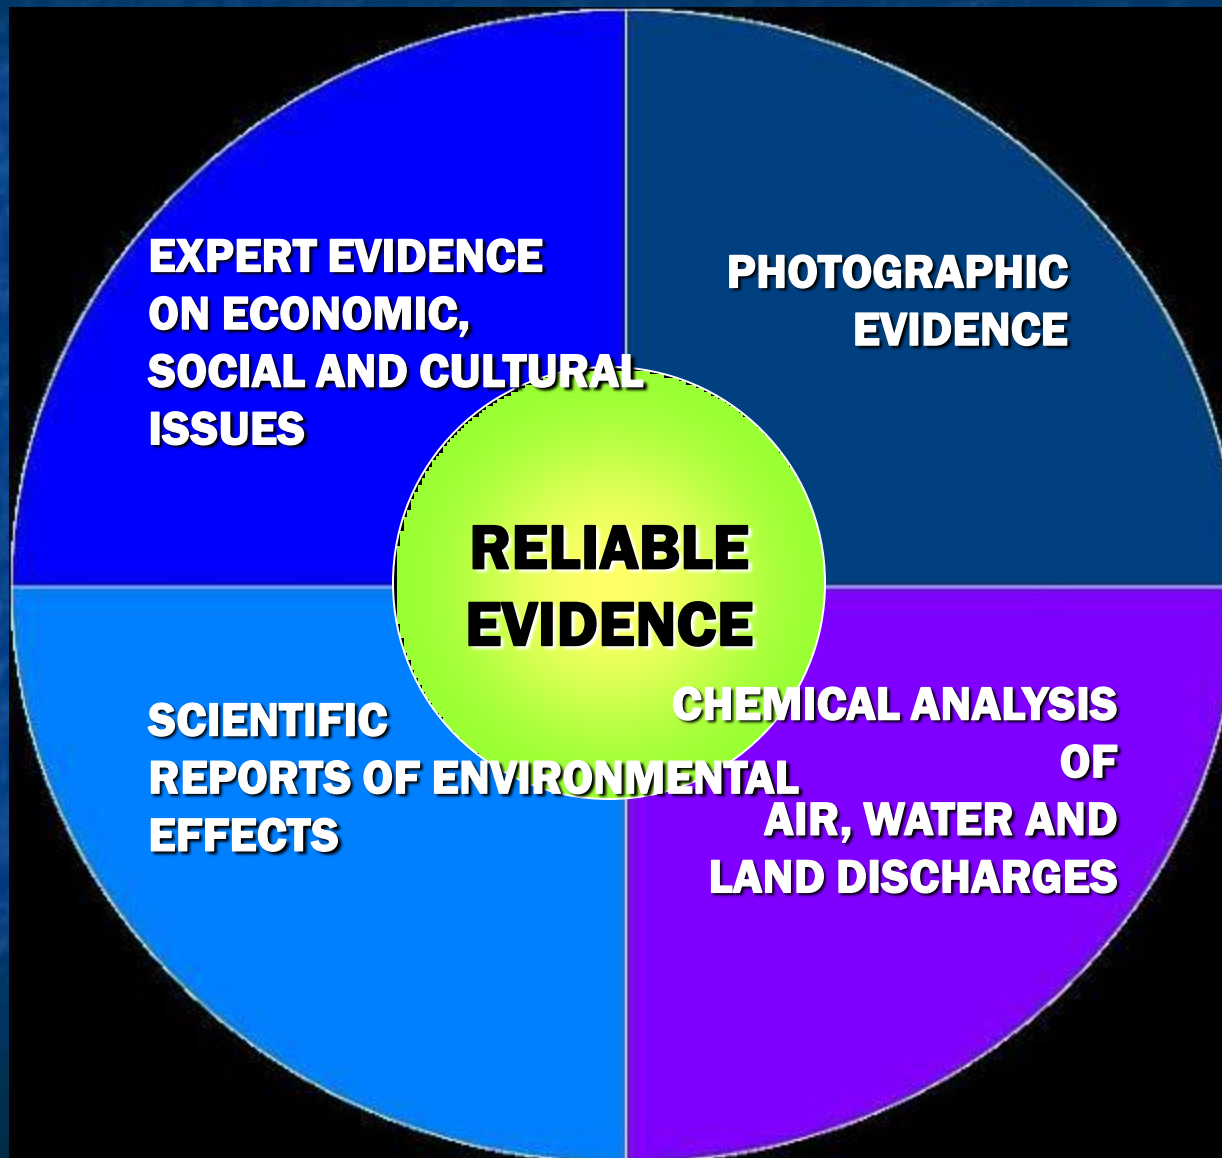 EXPERT EVIDENCE
ON ECONOMIC,
SOCIAL AND CULTURAL
ISSUES
PHOTOGRAPHIC
EVIDENCE
RELIABLE
EVIDENCE
SCIENTIFIC
REPORTS OF ENVIRONMENTAL
EFFECTS
CHEMICAL ANALYSIS
OF
AIR, WATER AND
LAND DISCHARGES